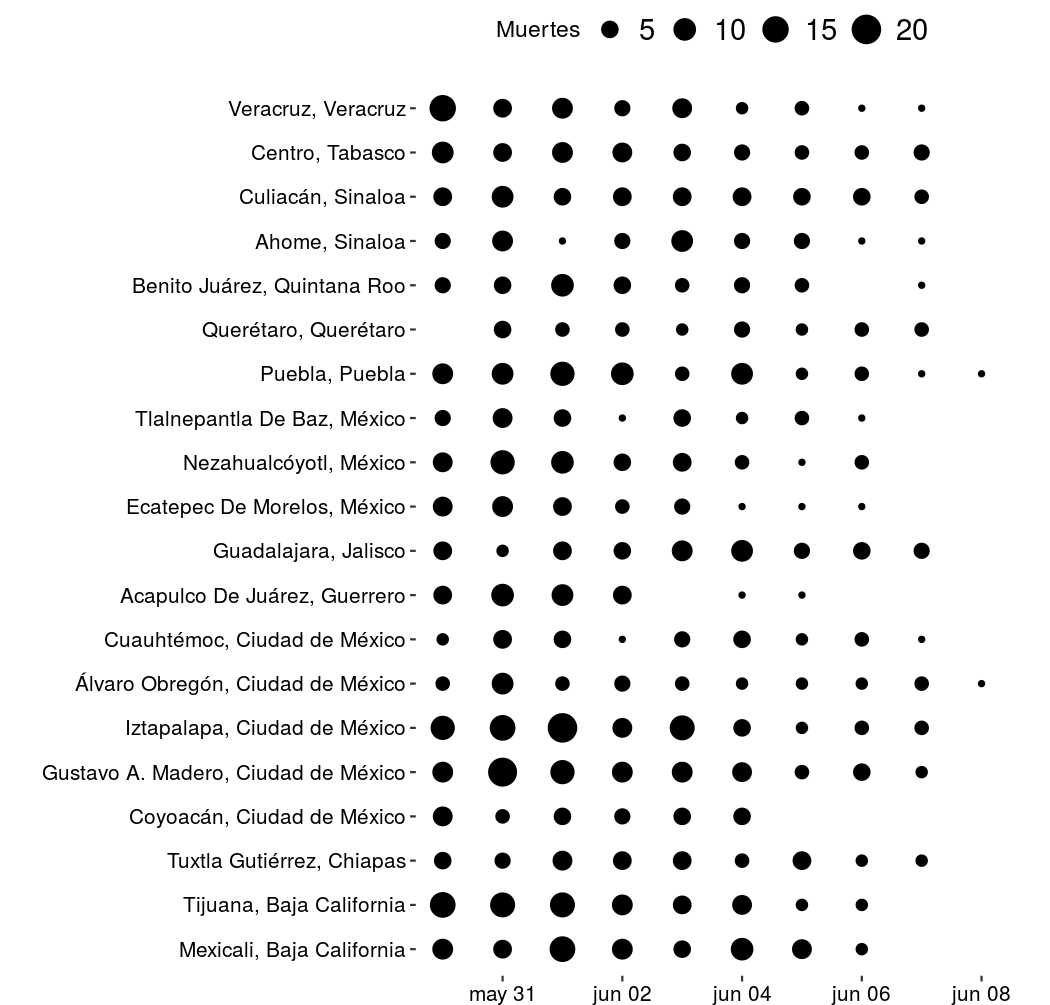 Muertes 5 10 15 20
Veracruz, Veracruz
Centro, Tabasco
Culiacán, Sinaloa
Ahome, Sinaloa
Benito Juárez, Quintana Roo
Querétaro, Querétaro
Puebla, Puebla
Tlalnepantla De Baz, México
Nezahualcóyotl, México
Ecatepec De Morelos, México
Guadalajara, Jalisco
Acapulco De Juárez, Guerrero
Cuauhtémoc, Ciudad de México
Álvaro Obregón, Ciudad de México
Iztapalapa, Ciudad de México
Gustavo A. Madero, Ciudad de México
Coyoacán, Ciudad de México
Tuxtla Gutiérrez, Chiapas
Tijuana, Baja California
Mexicali, Baja California
may 31 jun 02 jun 04 jun 06 jun 08